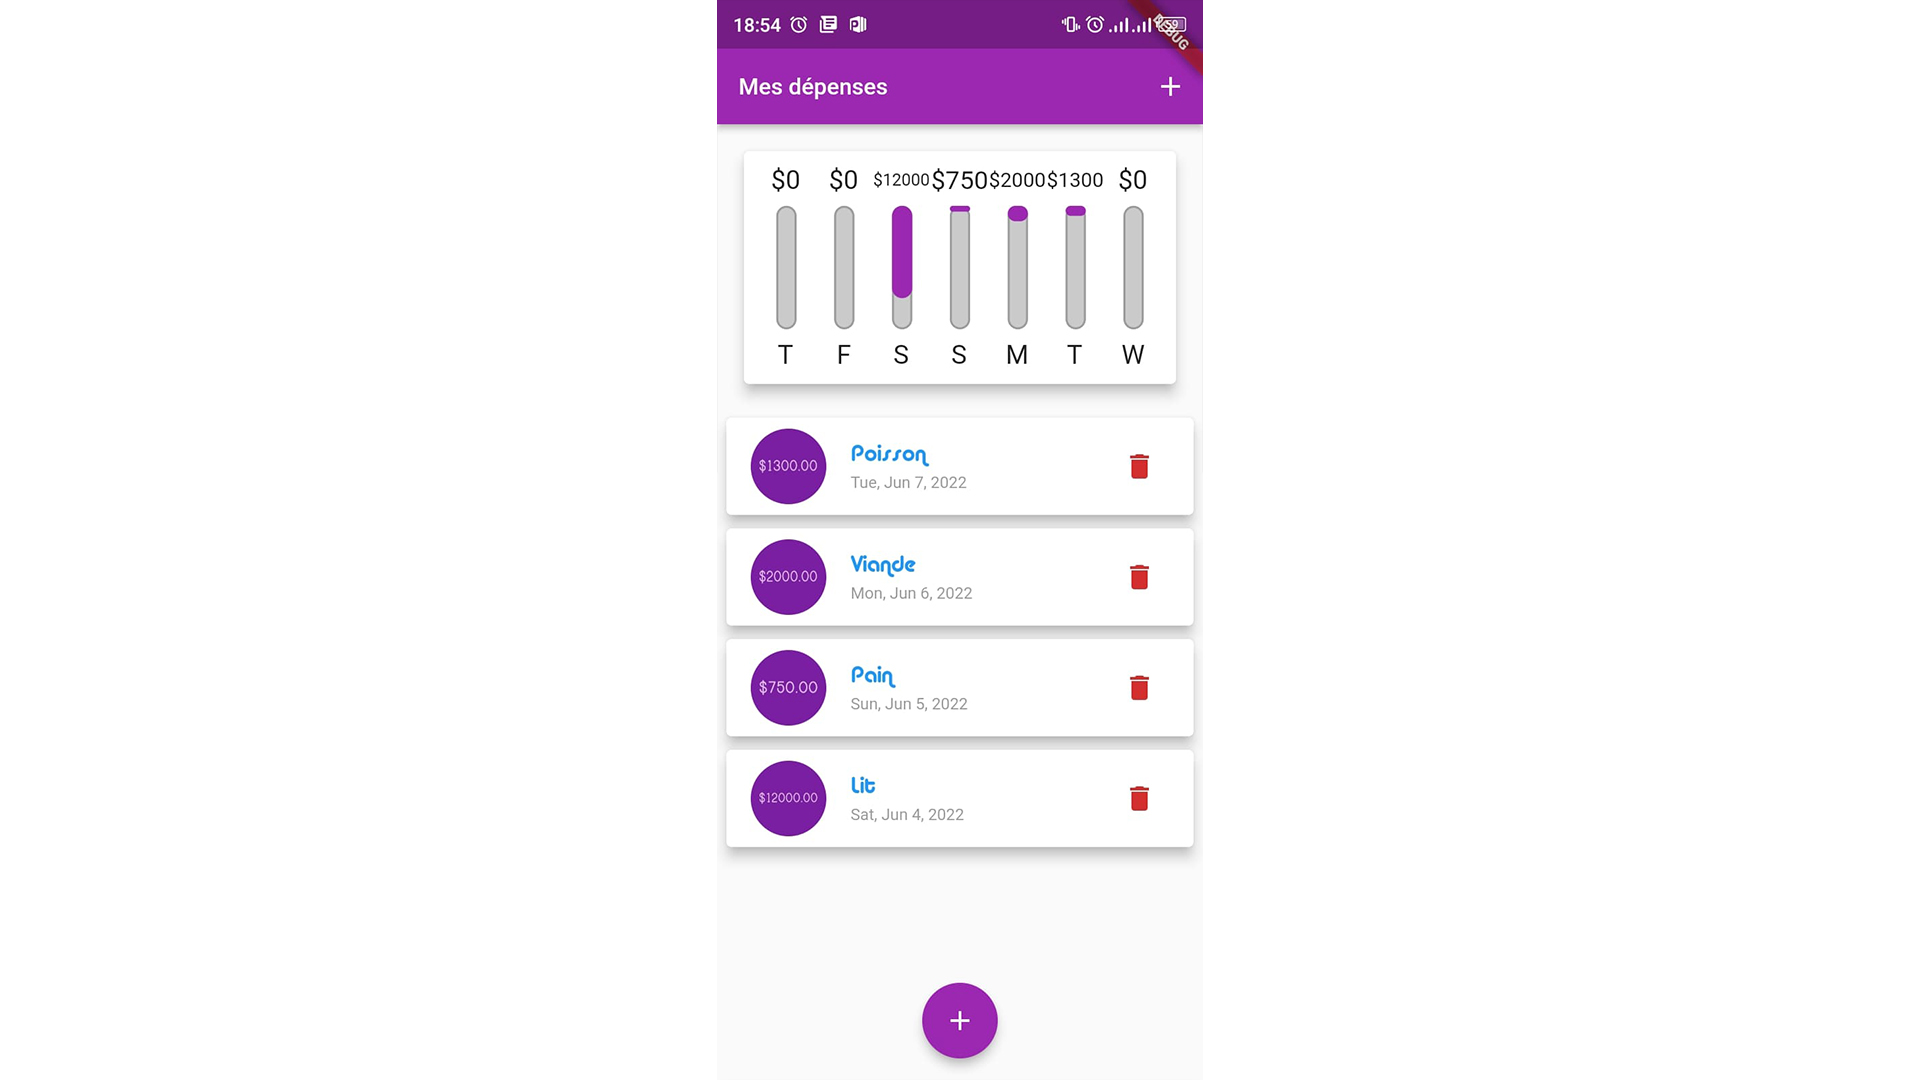 18:54
59
DEBUG
Mes dépenses
$0 $0 $12000 $750 $2000 $1300 $0
T F S S M T W
$1300.00
Poisson
Tue, Jun 7, 2022
$2000.00
Viande
Mon, Jun 6, 2022
$750.00
Pain
Sun, Jun 5, 2022
$12000.00
Lit
Sat, Jun 4, 2022